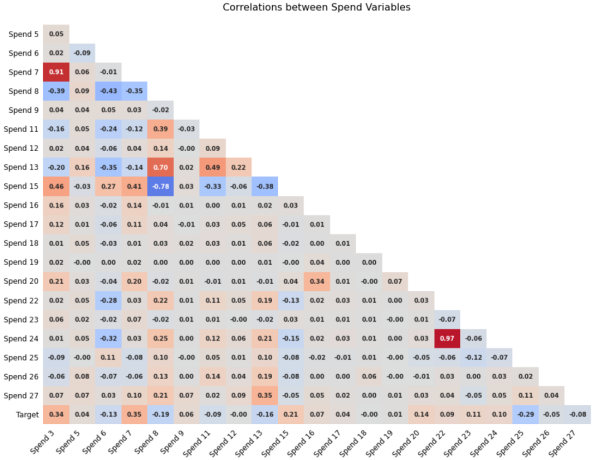 Correlations between Spend Variables
Spend 5 0.05
Spend 6 0.02 -0.09
Spend 7 0.91 0.06 -0.01
Spend 8 -0.39 0.09 -0.43 -0.35
Spend 9 0.04 0.04 0.05 0.03 -0.02
Spend 11 -0.16 0.05 -0.24 -0.12 0.39 -0.03
Spend 12 0.02 0.04 -0.06 0.04 0.14 -0.00 0.09
Spend 13 -0.20 0.16 -0.35 -0.14 0.70 0.02 0.49 0.22
Spend 15 0.46 -0.03 0.27 0.41 -0.78 0.03 -0.33 -0.06 -0.38
Spend 16 0.16 0.03 -0.02 0.14 -0.01 0.01 0.00 0.01 0.02 0.03
Spend 17 0.12 0.01 -0.06 0.11 0.04 -0.01 0.03 0.05 0.06 -0.01 0.01
Spend 18 0.01 0.05 -0.03 0.01 0.03 0.02 0.03 0.01 0.06 -0.02 0.00 0.01
Spend 19 0.02 -0.00 0.00 0.02 0.00 0.00 0.00 0.00 0.01 -0.00 0.04 0.00 0.00
Spend 20 0.21 0.03 -0.04 0.20 -0.02 0.01 -0.01 0.01 0.01 0.04 0.34 0.01 -0.00 0.07
Spend 22 0.02 0.05 -0.28 0.03 0.22 0.01 0.11 0.05 0.19 -0.13 0.02 0.03 0.01 0.00 0.03
Spend 23 0.06 0.02 -0.02 0.07 -0.02 0.01 0.01 -0.00 -0.02 0.03 0.01 0.01 0.01 -0.00 0.02 -0.07
Spend 24 0.01 0.05 -0.32 0.03 0.25 0.00 0.12 0.06 0.21 -0.15 0.02 0.03 0.01 0.00 0.03 0.97 -0.06
Spend 25 -0.09 -0.00 0.11 -0.08 0.10 -0.00 0.05 0.01 0.10 -0.08 -0.02 -0.01 0.01 -0.00 -0.05 -0.06 -0.12 -0.07
Spend 26 -0.06 0.08 -0.07 -0.06 0.13 -0.00 0.14 0.04 0.19 -0.08 -0.00 0.00 0.06 -0.00 -0.01 0.03 0.00 0.03 0.02
Spend 27 0.07 0.07 0.03 0.10 0.21 0.07 0.02 0.09 0.35 -0.05 0.05 0.02 0.00 0.01 0.03 0.04 -0.05 0.05 0.11 0.04
Target 0.34 0.04 -0.13 0.35 -0.19 0.06 -0.09 -0.00 -0.16 0.21 0.07 0.04 -0.00 0.01 0.14 0.09 0.11 0.10 -0.29 -0.05 -0.08
Spend 3 Spend 5 Spend 6 Spend 7 Spend 8 Spend 9 Spend 11 Spend 12 Spend 13 Spend 15 Spend 16 Spend 17 Spend 18 Spend 19 Spend 20 Spend 22 Spend 23 Spend 24 Spend 25 Spend 26 Spend 27